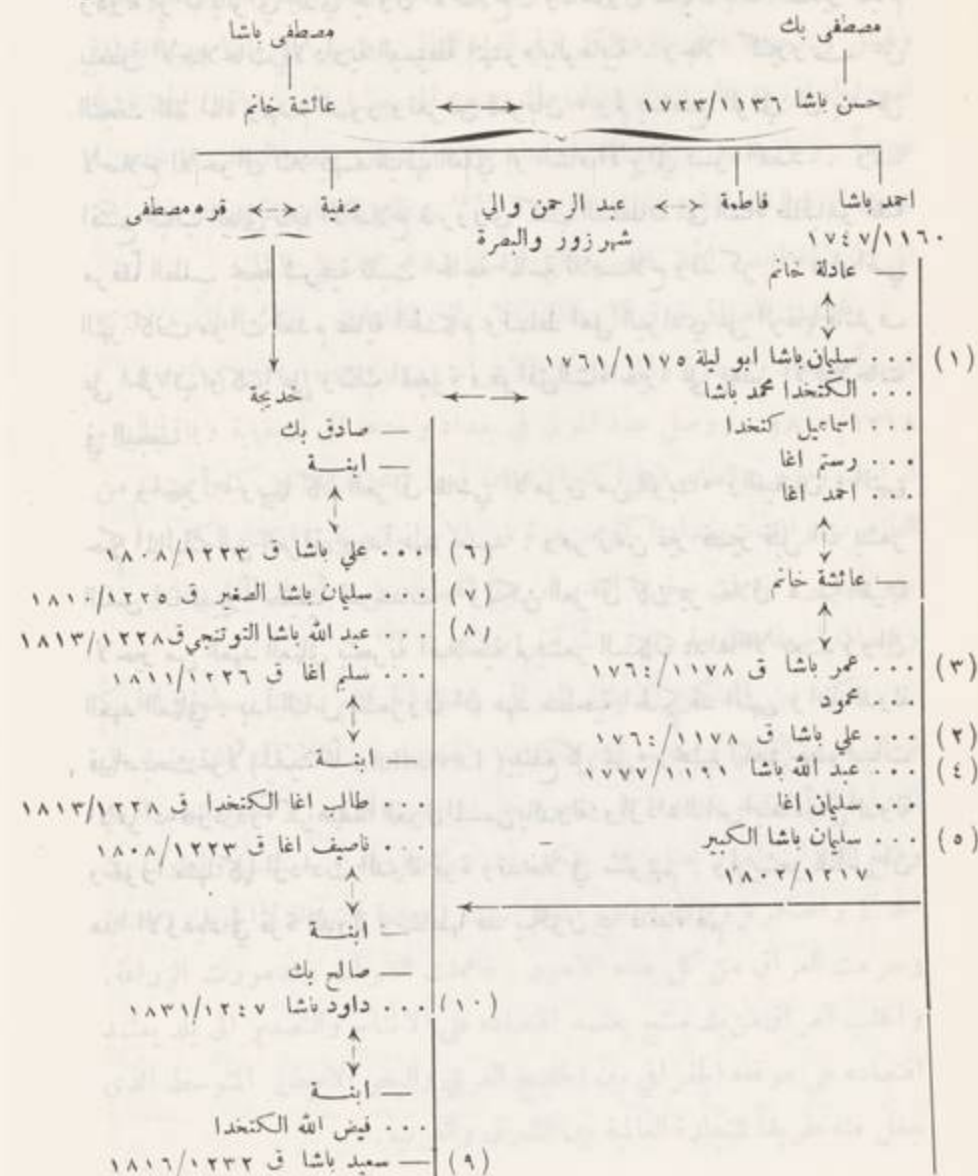 مصطفى بك
مصطفى باشا
حسن باشا ١١٣٦/١٧٢٣
عائشة خانم
احمد باشا
١١٦٠/١٧٤٧
فاطمة <-> عبد الرحمن والي
شهرزور والبصرة
صفية <-> قره مصطفى
— عادلة خانم
(١) ... سليمان باشا ابو ليلة ١١٧٥/١٧٦١
... الكتخدا محمد باشا
... اسماعيل كتخدا
... رستم اغا
... احمد اغا
— عائشة خانم
(٣) ... عمر باشا ق ١١٧٨/١٧٦٤
... محمود
(٢) ... علي باشا ق ١١٧٨/١٧٦٤
(٤) ... عبد الله باشا ١١٩١/١٧٧٧
... سليمان إغا
(٥) ... سليمان باشا الكبير
١٢١٧/١٨٠٢
خديجة
— صادق بك
— ابنة
(٦) ... علي باشا ق ١٢٢٣/١٨٠٨
(٧) ... سليمان باشا الصغير ق ١٢٢٥/١٨١٠
(٨) ... عبد الله باشا التوتنجي ق ١٢٢٨/١٨١٣
... سليم اغا ق ١٢٢٦/١٨١١
— ابنة
... طالب اغا الكتخدا ق ١٢٢٨/١٨١٣
... ناصيف اغا ق ١٢٢٣/١٨٠٨
— ابنة
— صالح بك
(١٠) ... داود باشا ١٢٤٧/١٨٣١
— ابنة
... فيض الله الكتخدا
(٩) — سعيد باشا ق ١٢٣٢/١٨١٦